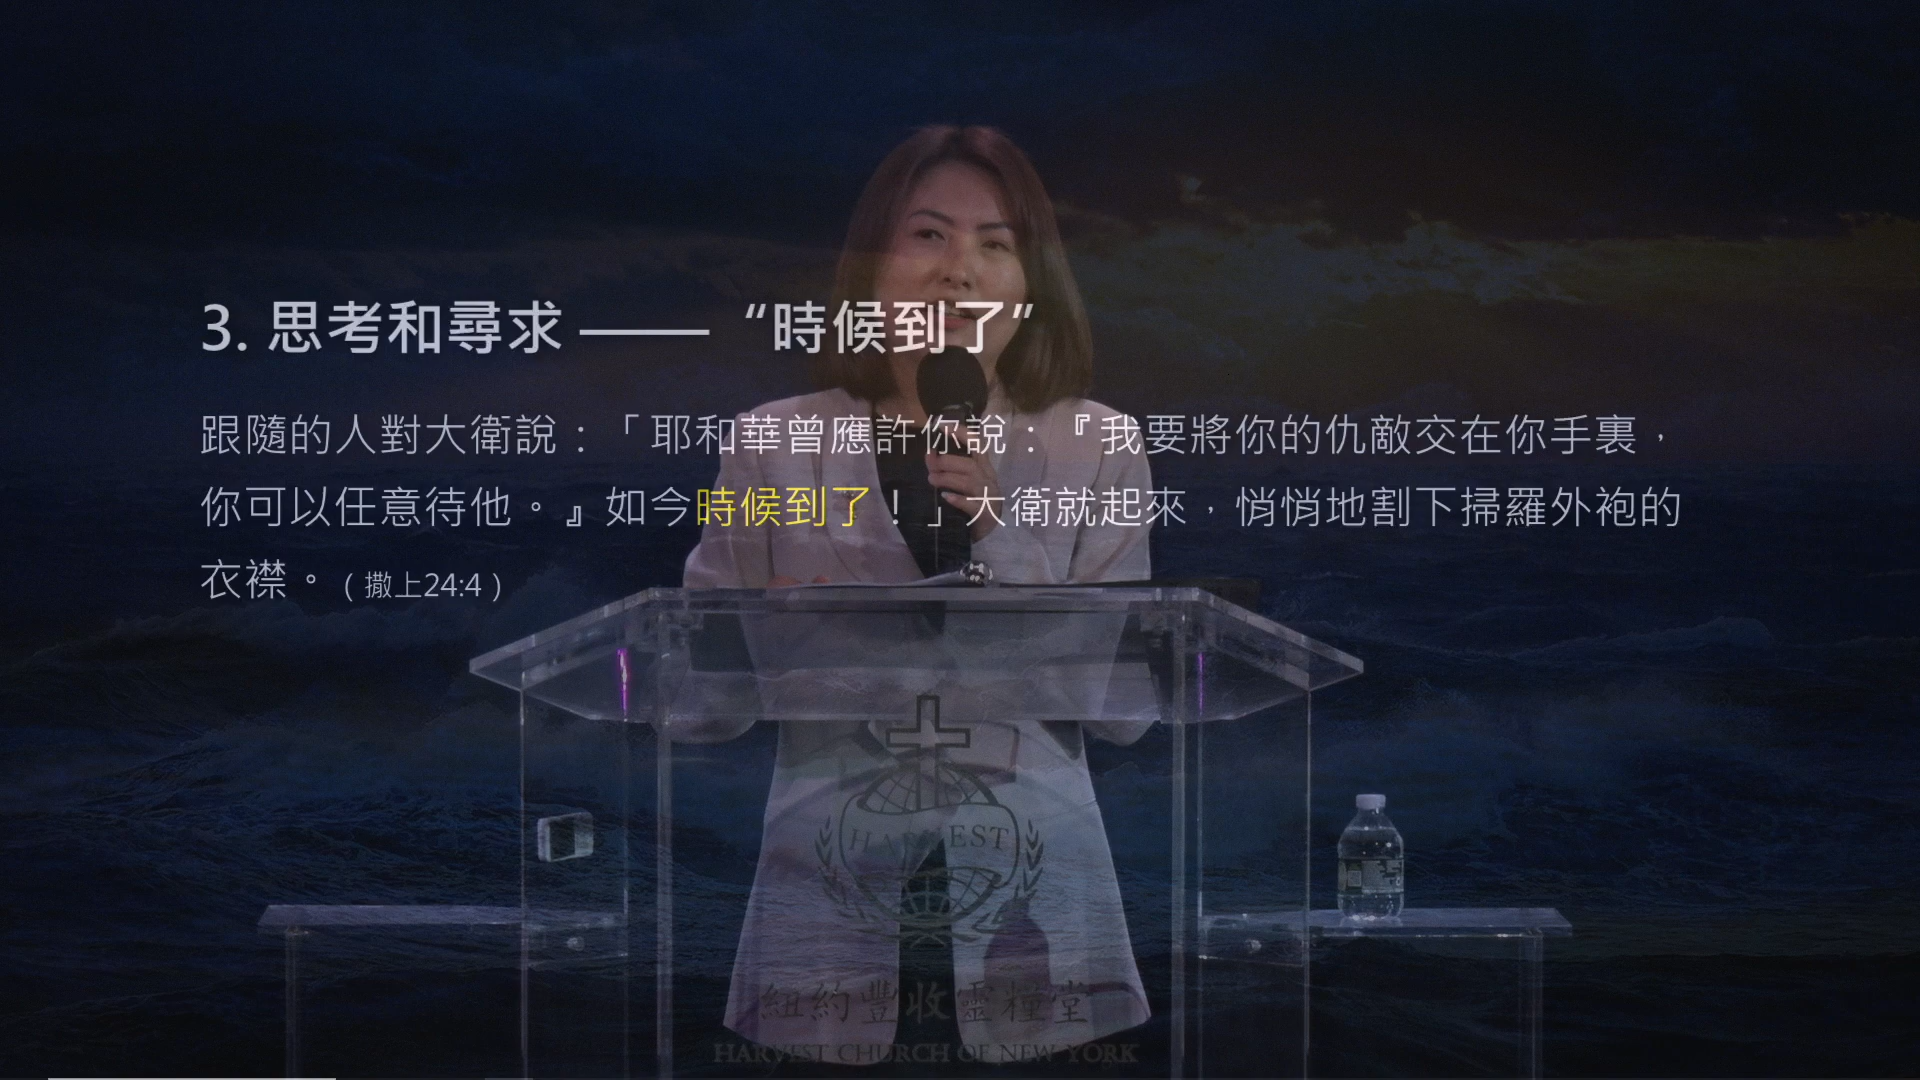 3. 思考和尋求 —— “時候到了”
跟隨的人對大衛說：「耶和華曾應許你說：『我要將你的仇敵交在你手裏，
你可以任意待他。』如今時候到了！」大衛就起來，悄悄地割下掃羅外袍的
衣襟。（撒上24:4）
HARVEST
紐約豐收靈糧堂
HARVEST CHURCH OF NEW YORK